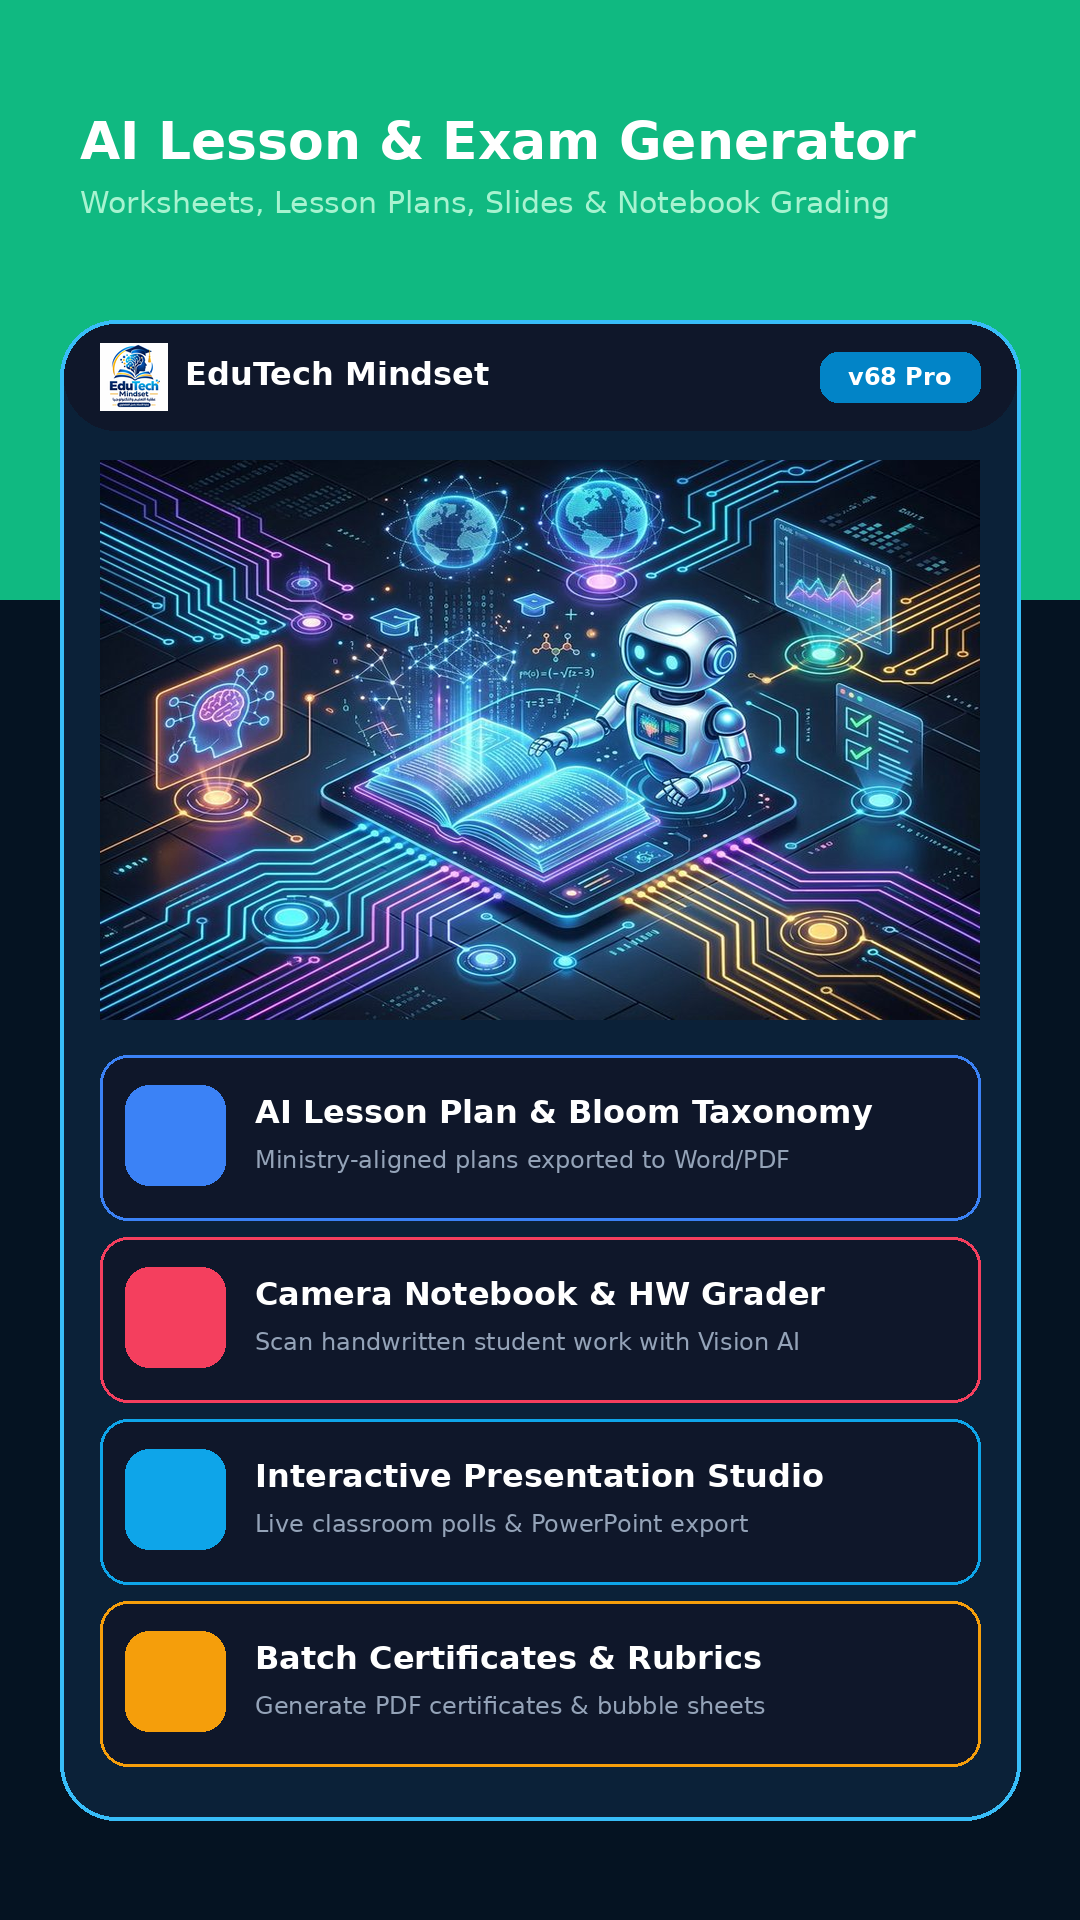 AI Lesson & Exam Generator
Worksheets, Lesson Plans, Slides & Notebook Grading
EduTech
Mindset
EduTech Mindset
v68 Pro
AI Lesson Plan & Bloom Taxonomy
Ministry-aligned plans exported to Word/PDF
Camera Notebook & HW Grader
Scan handwritten student work with Vision AI
Interactive Presentation Studio
Live classroom polls & PowerPoint export
Batch Certificates & Rubrics
Generate PDF certificates & bubble sheets